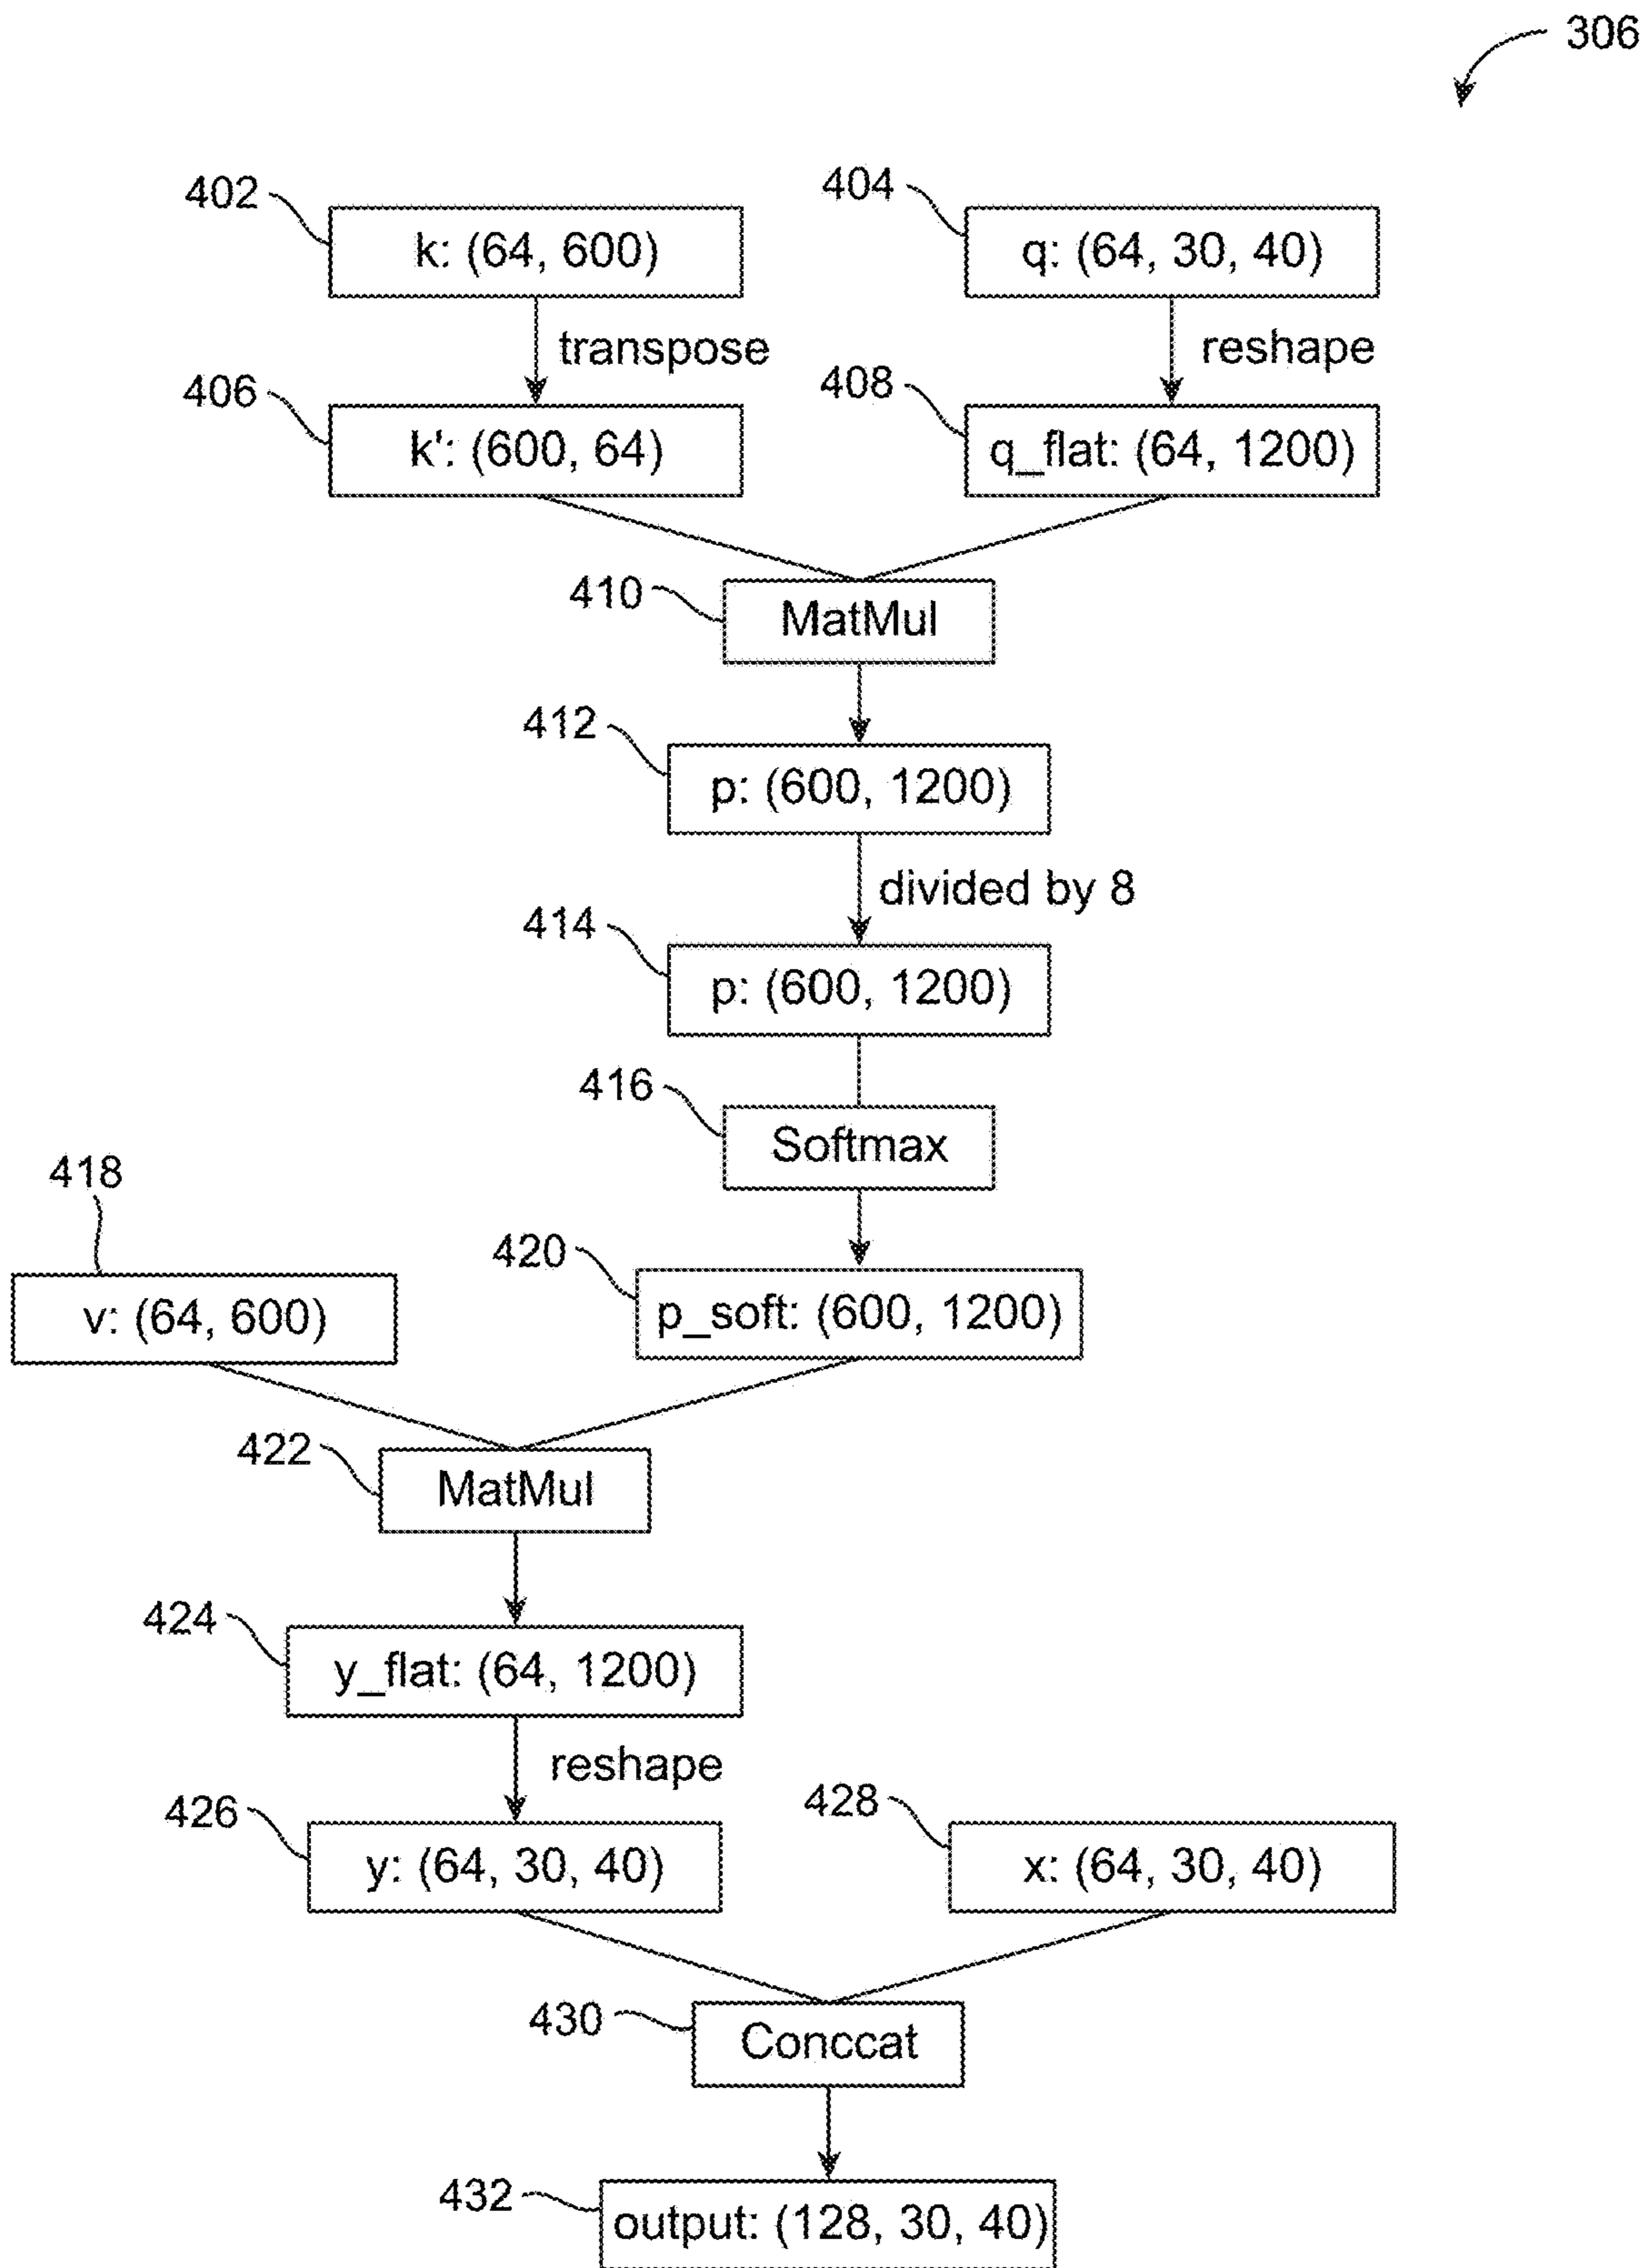 306
402
k: (64, 600)
404
q: (64, 30, 40)
transpose
reshape
406
k': (600, 64)
408
q_flat: (64, 1200)
410
MatMul
412
p: (600, 1200)
divided by 8
414
p: (600, 1200)
416
Softmax
418
v: (64, 600)
420
p_soft: (600, 1200)
422
MatMul
424
y_flat: (64, 1200)
reshape
426
y: (64, 30, 40)
428
x: (64, 30, 40)
430
Conccat
432
output: (128, 30, 40)